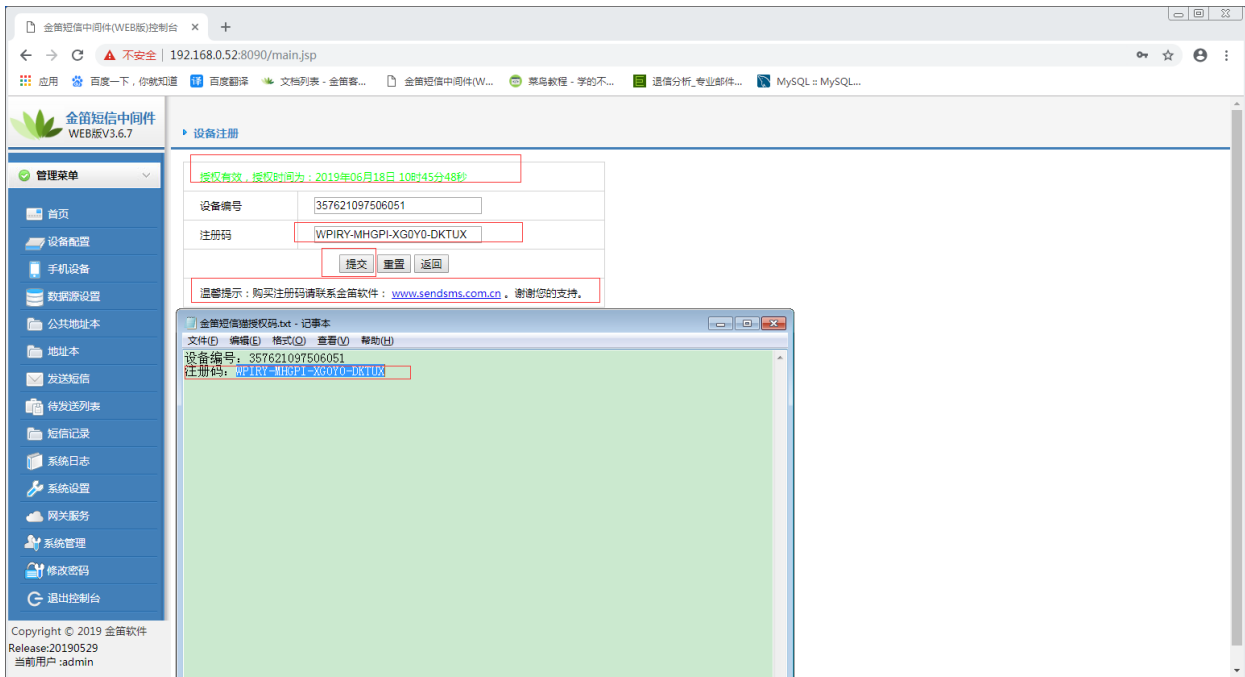 金笛短信中间件(WEB版)控制台
不安全 | 192.168.0.52:8090/main.jsp
应用 百度一下，你就知道 百度翻译 文档列表 - 金笛客... 金笛短信中间件(W... 菜鸟教程 - 学的不... 退信分析_专业邮件... MySQL :: MySQL...
金笛短信中间件
WEB版V3.6.7
设备注册
管理菜单
首页
设备配置
手机设备
数据源设置
公共地址本
地址本
发送短信
待发送列表
短信记录
系统日志
系统设置
网关服务
系统管理
修改密码
退出控制台
Copyright © 2019 金笛软件
Release:20190529
当前用户 :admin
授权有效，授权时间为：2019年06月18日 10时45分48秒
设备编号 357621097506051
注册码 WPIRY-MHGPI-XG0Y0-DKTUX
提交 重置 返回
温馨提示：购买注册码请联系金笛软件： www.sendsms.com.cn 。谢谢您的支持。
金笛短信猫授权码.txt - 记事本
文件(F) 编辑(E) 格式(O) 查看(V) 帮助(H)
设备编号：357621097506051
注册码：WPIRY-MHGPI-XG0Y0-DKTUX